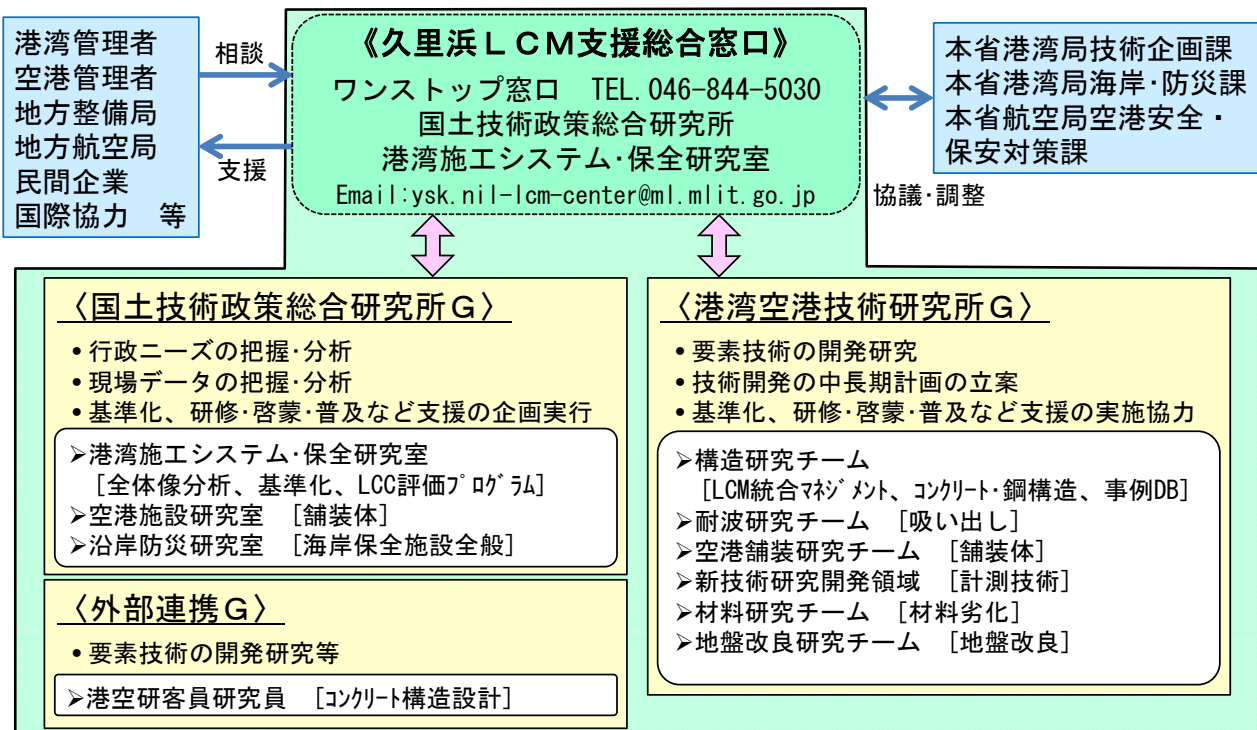 港湾管理者
空港管理者
地方整備局
地方航空局
民間企業
国際協力　等
相談
支援
《久里浜ＬＣＭ支援総合窓口》
ワンストップ窓口　TEL.046-844-5030
国土技術政策総合研究所
港湾施工システム･保全研究室
Email:ysk.nil-lcm-center@ml.mlit.go.jp
本省港湾局技術企画課
本省港湾局海岸･防災課
本省航空局空港安全・
保安対策課
協議･調整
〈国土技術政策総合研究所Ｇ〉
•行政ニーズの把握･分析
•現場データの把握･分析
•基準化、研修･啓蒙･普及など支援の企画実行
➢港湾施工システム･保全研究室
［全体像分析、基準化、LCC評価ﾌﾟﾛｸﾞﾗﾑ］
➢空港施設研究室　［舗装体］
➢沿岸防災研究室　［海岸保全施設全般］
〈外部連携Ｇ〉
•要素技術の開発研究等
➢港空研客員研究員　［ｺﾝｸﾘｰﾄ構造設計］
〈港湾空港技術研究所Ｇ〉
•要素技術の開発研究
•技術開発の中長期計画の立案
•基準化、研修･啓蒙･普及など支援の実施協力
➢構造研究チーム
［LCM統合ﾏﾈｼﾞﾒﾝﾄ、ｺﾝｸﾘｰﾄ･鋼構造、事例DB］
➢耐波研究チーム　［吸い出し］
➢空港舗装研究チーム　［舗装体］
➢新技術研究開発領域　［計測技術］
➢材料研究チーム　［材料劣化］
➢地盤改良研究チーム　［地盤改良］